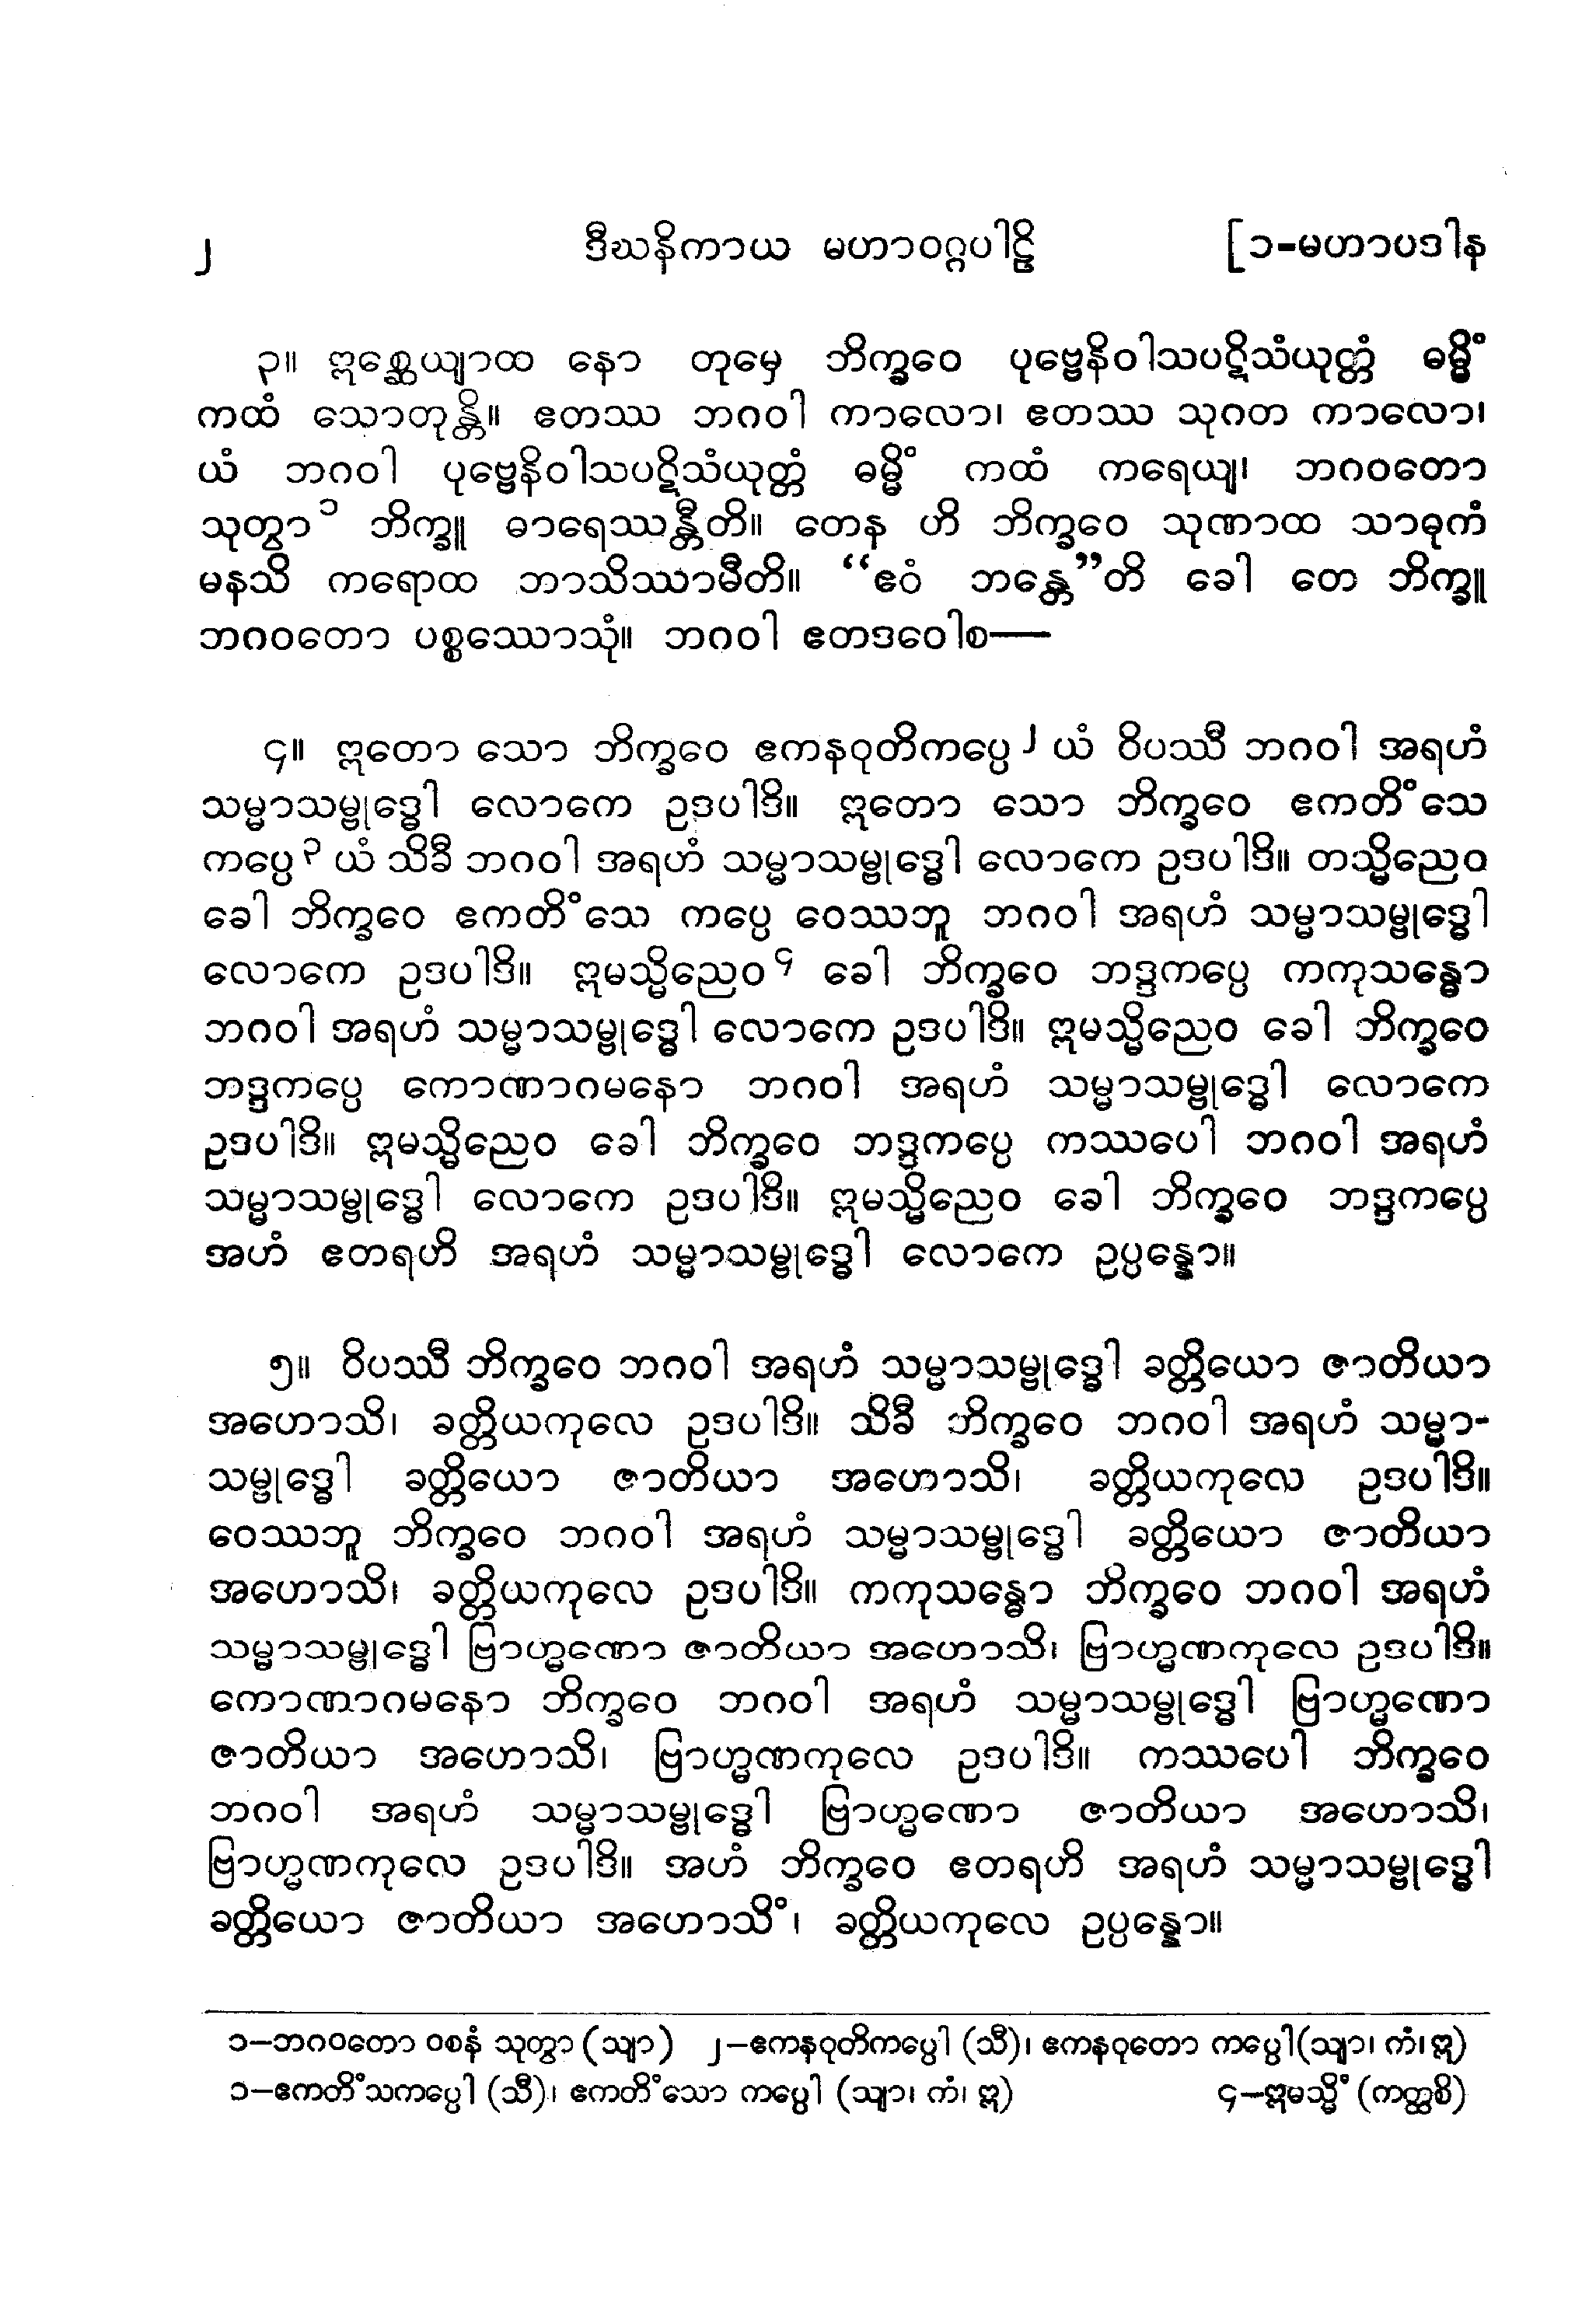 ၂ ဒီဃနိကာယ မဟာဝဂ္ဂပါဠိ [၁-မဟာပဒါန
၃။ ဣစ္ဆေယျာထ နော တုမှေ ဘိက္ခဝေ ပုဗ္ဗေနိဝါသပဋိသံယုတ္တံ ဓမ္မိံ
ကထံ သောတုန္တိ။ ဧတဿ ဘဂဝါ ကာလော၊ ဧတဿ သုဂတ ကာလော၊
ယံ ဘဂဝါ ပုဗ္ဗေနိဝါသပဋိသံယုတ္တံ ဓမ္မိံ ကထံ ကရေယျ၊ ဘဂဝတော
သုတွာ ၁ ဘိက္ခူ ဓာရေဿန္တီတိ။ တေန ဟိ ဘိက္ခဝေ သုဏာထ သာဓုကံ
မနသိ ကရောထ ဘာသိဿာမီတိ။ “ဧဝံ ဘန္တေ”တိ ခေါ တေ ဘိက္ခူ
ဘဂဝတော ပစ္စဿောသုံ။ ဘဂဝါ ဧတဒဝေါစ—
၄။ ဣတော သော ဘိက္ခဝေ ဧကနဝုတိကပ္ပေ ၂ ယံ ဝိပဿီ ဘဂဝါ အရဟံ
သမ္မာသမ္ဗုဒ္ဓေါ လောကေ ဥဒပါဒိ။ ဣတော သော ဘိက္ခဝေ ဧကတိံသေ
ကပ္ပေ ၃ ယံ သိခီ ဘဂဝါ အရဟံ သမ္မာသမ္ဗုဒ္ဓေါ လောကေ ဥဒပါဒိ။ တသ္မိညေဝ
ခေါ ဘိက္ခဝေ ဧကတိံသေ ကပ္ပေ ဝေဿဘူ ဘဂဝါ အရဟံ သမ္မာသမ္ဗုဒ္ဓေါ
လောကေ ဥဒပါဒိ။ ဣမသ္မိညေဝ ၄ ခေါ ဘိက္ခဝေ ဘဒ္ဒကပ္ပေ ကကုသန္ဓော
ဘဂဝါ အရဟံ သမ္မာသမ္ဗုဒ္ဓေါ လောကေ ဥဒပါဒိ။ ဣမသ္မိညေဝ ခေါ ဘိက္ခဝေ
ဘဒ္ဒကပ္ပေ ကောဏာဂမနော ဘဂဝါ အရဟံ သမ္မာသမ္ဗုဒ္ဓေါ လောကေ
ဥဒပါဒိ။ ဣမသ္မိညေဝ ခေါ ဘိက္ခဝေ ဘဒ္ဒကပ္ပေ ကဿပေါ ဘဂဝါ အရဟံ
သမ္မာသမ္ဗုဒ္ဓေါ လောကေ ဥဒပါဒိ။ ဣမသ္မိညေဝ ခေါ ဘိက္ခဝေ ဘဒ္ဒကပ္ပေ
အဟံ ဧတရဟိ အရဟံ သမ္မာသမ္ဗုဒ္ဓေါ လောကေ ဥပ္ပန္နော။
၅။ ဝိပဿီ ဘိက္ခဝေ ဘဂဝါ အရဟံ သမ္မာသမ္ဗုဒ္ဓေါ ခတ္တိယော ဇာတိယာ
အဟောသိ၊ ခတ္တိယကုလေ ဥဒပါဒိ။ သိခီ ဘိက္ခဝေ ဘဂဝါ အရဟံ သမ္မာ-
သမ္ဗုဒ္ဓေါ ခတ္တိယော ဇာတိယာ အဟောသိ၊ ခတ္တိယကုလေ ဥဒပါဒိ။
ဝေဿဘူ ဘိက္ခဝေ ဘဂဝါ အရဟံ သမ္မာသမ္ဗုဒ္ဓေါ ခတ္တိယော ဇာတိယာ
အဟောသိ၊ ခတ္တိယကုလေ ဥဒပါဒိ။ ကကုသန္ဓော ဘိက္ခဝေ ဘဂဝါ အရဟံ
သမ္မာသမ္ဗုဒ္ဓေါ ဗြာဟ္မဏော ဇာတိယာ အဟောသိ၊ ဗြာဟ္မဏကုလေ ဥဒပါဒိ။
ကောဏာဂမနော ဘိက္ခဝေ ဘဂဝါ အရဟံ သမ္မာသမ္ဗုဒ္ဓေါ ဗြာဟ္မဏော
ဇာတိယာ အဟောသိ၊ ဗြာဟ္မဏကုလေ ဥဒပါဒိ။ ကဿပေါ ဘိက္ခဝေ
ဘဂဝါ အရဟံ သမ္မာသမ္ဗုဒ္ဓေါ ဗြာဟ္မဏော ဇာတိယာ အဟောသိ၊
ဗြာဟ္မဏကုလေ ဥဒပါဒိ။ အဟံ ဘိက္ခဝေ ဧတရဟိ အရဟံ သမ္မာသမ္ဗုဒ္ဓေါ
ခတ္တိယော ဇာတိယာ အဟောသိံ၊ ခတ္တိယကုလေ ဥပ္ပန္နော။
၁—ဘဂဝတော ဝစနံ သုတွာ (သျာ) ၂—ဧကနဝုတိကပ္ပေါ (သီ)၊ ဧကနဝုတော ကပ္ပေါ (သျာ၊ ကံ၊ ဣ)
၁—ဧကတိံသကပ္ပေါ (သီ)၊ ဧကတိံသော ကပ္ပေါ (သျာ၊ ကံ၊ ဣ) ၄—ဣမသ္မိံ (ကတ္ထစိ)